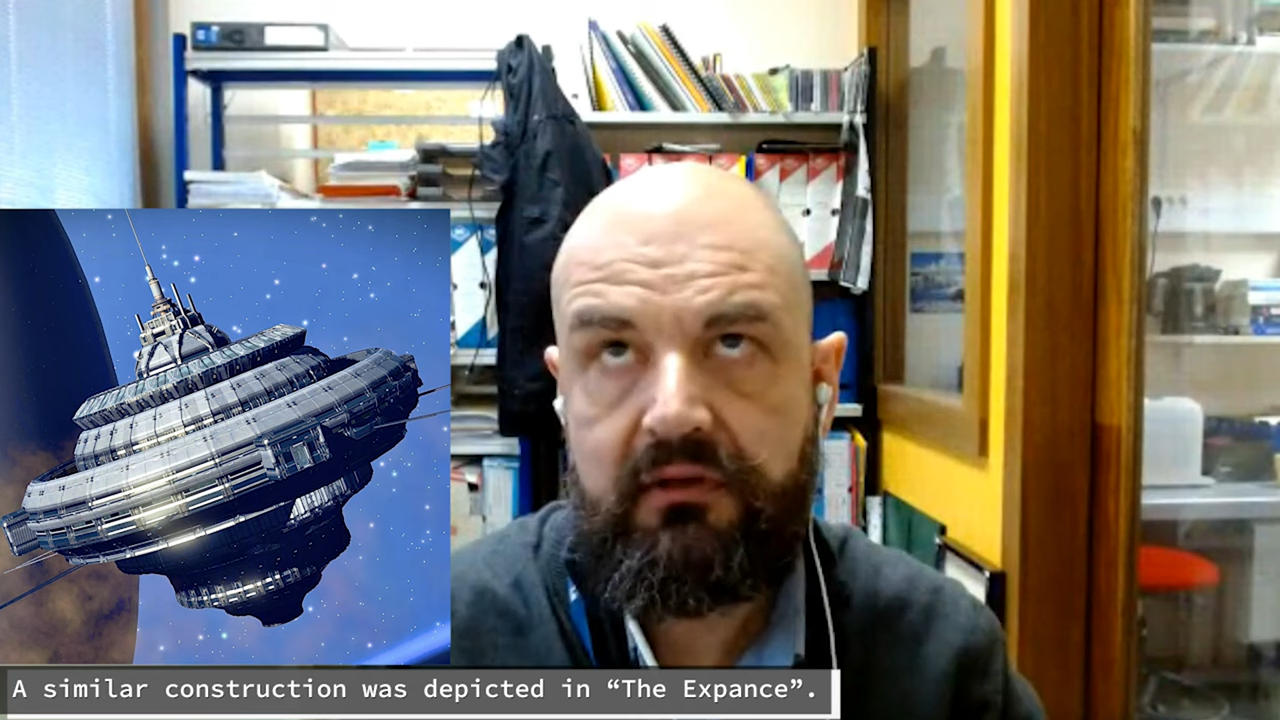 A similar construction was depicted in “The Expance”.